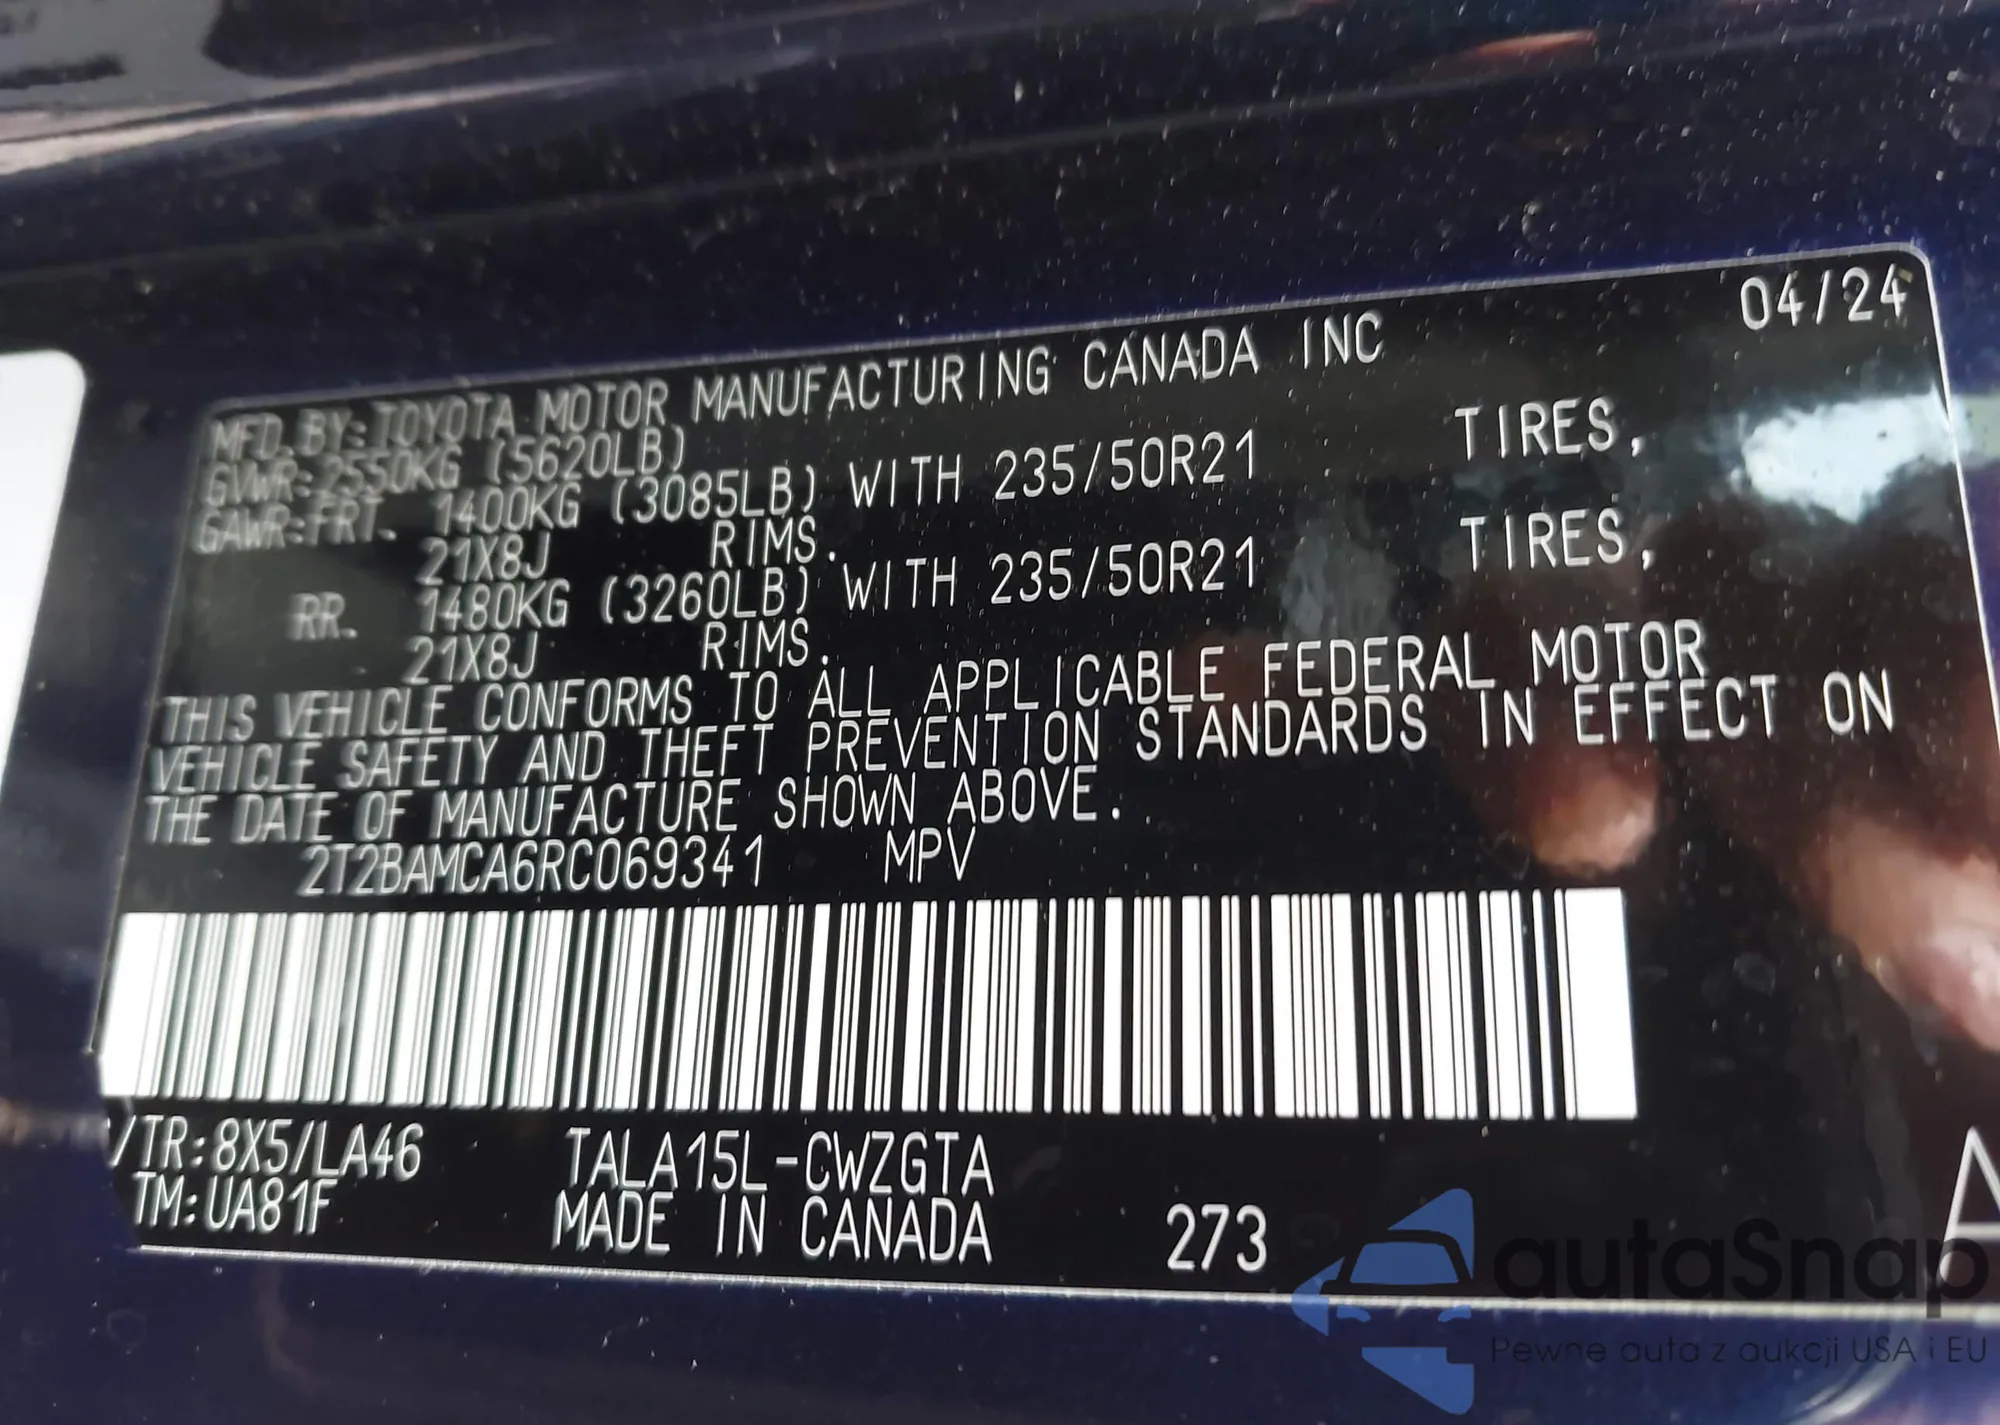 04/24
MFD.BY:TOYOTA MOTOR MANUFACTURING CANADA INC
GVWR:2550KG (5620LB)
GAWR:FRT. 1400KG (3085LB) WITH 235/50R21 TIRES,
21X8J RIMS.
RR. 1480KG (3260LB) WITH 235/50R21 TIRES,
21X8J RIMS.
THIS VEHICLE CONFORMS TO ALL APPLICABLE FEDERAL MOTOR
VEHICLE SAFETY AND THEFT PREVENTION STANDARDS IN EFFECT ON
THE DATE OF MANUFACTURE SHOWN ABOVE.
2T2BAMCA6RC069341 MPV
/TR:8X5/LA46 TALA15L-CWZGTA
TM:UA81F MADE IN CANADA 273
A
autaSnap
Pewne auta z aukcji USA i EU